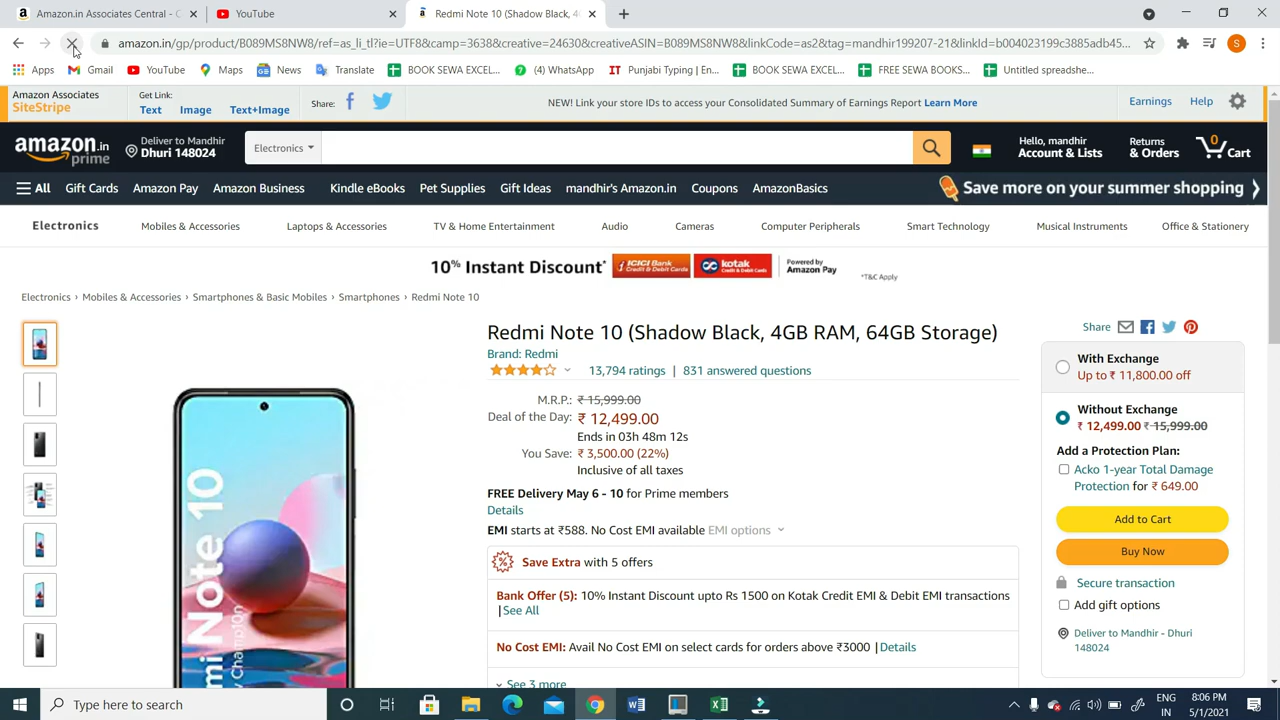 Amazon.in Associates Central - C
YouTube
Redmi Note 10 (Shadow Black, 4G
amazon.in/gp/product/B089MS8NW8/ref=as_li_tl?ie=UTF8&camp=3638&creative=24630&creativeASIN=B089MS8NW8&linkCode=as2&tag=mandhir199207-21&linkId=b004023199c3885adb45...
S
Apps
Gmail
YouTube
Maps
News
Translate
BOOK SEWA EXCEL...
(4) WhatsApp
Punjabi Typing | En...
BOOK SEWA EXCEL...
FREE SEWA BOOKS...
Untitled spreadshe...
Amazon Associates
SiteStripe
Get Link:
Text
Image
Text+Image
Share:
NEW! Link your store IDs to access your Consolidated Summary of Earnings Report Learn More
Earnings
Help
amazon.in
prime
Deliver to Mandhir
Dhuri 148024
Electronics
Hello, mandhir
Account & Lists
Returns
& Orders
0
Cart
All
Gift Cards
Amazon Pay
Amazon Business
Kindle eBooks
Pet Supplies
Gift Ideas
mandhir's Amazon.in
Coupons
AmazonBasics
Save more on your summer shopping
Electronics
Mobiles & Accessories
Laptops & Accessories
TV & Home Entertainment
Audio
Cameras
Computer Peripherals
Smart Technology
Musical Instruments
Office & Stationery
10% Instant Discount*
ICICI Bank
Credit & Debit Cards
kotak
Credit & Debit Cards
Powered by
Amazon Pay
*T&C Apply
Electronics › Mobiles & Accessories › Smartphones & Basic Mobiles › Smartphones › Redmi Note 10
Redmi Note 10 (Shadow Black, 4GB RAM, 64GB Storage)
Brand: Redmi
13,794 ratings | 831 answered questions
M.R.P.: ₹ 15,999.00
Deal of the Day: ₹ 12,499.00
Ends in 03h 48m 12s
You Save: ₹ 3,500.00 (22%)
Inclusive of all taxes
FREE Delivery May 6 - 10 for Prime members
Details
EMI starts at ₹588. No Cost EMI available EMI options
Save Extra with 5 offers
Bank Offer (5): 10% Instant Discount upto Rs 1500 on Kotak Credit EMI & Debit EMI transactions
| See All
No Cost EMI: Avail No Cost EMI on select cards for orders above ₹3000 | Details
See 3 more
Share
With Exchange
Up to ₹ 11,800.00 off
Without Exchange
₹ 12,499.00 ₹ 15,999.00
Add a Protection Plan:
Acko 1-year Total Damage
Protection for ₹ 649.00
Add to Cart
Buy Now
Secure transaction
Add gift options
Deliver to Mandhir - Dhuri
148024
Note 10
Type here to search
ENG
IN
8:06 PM
5/1/2021